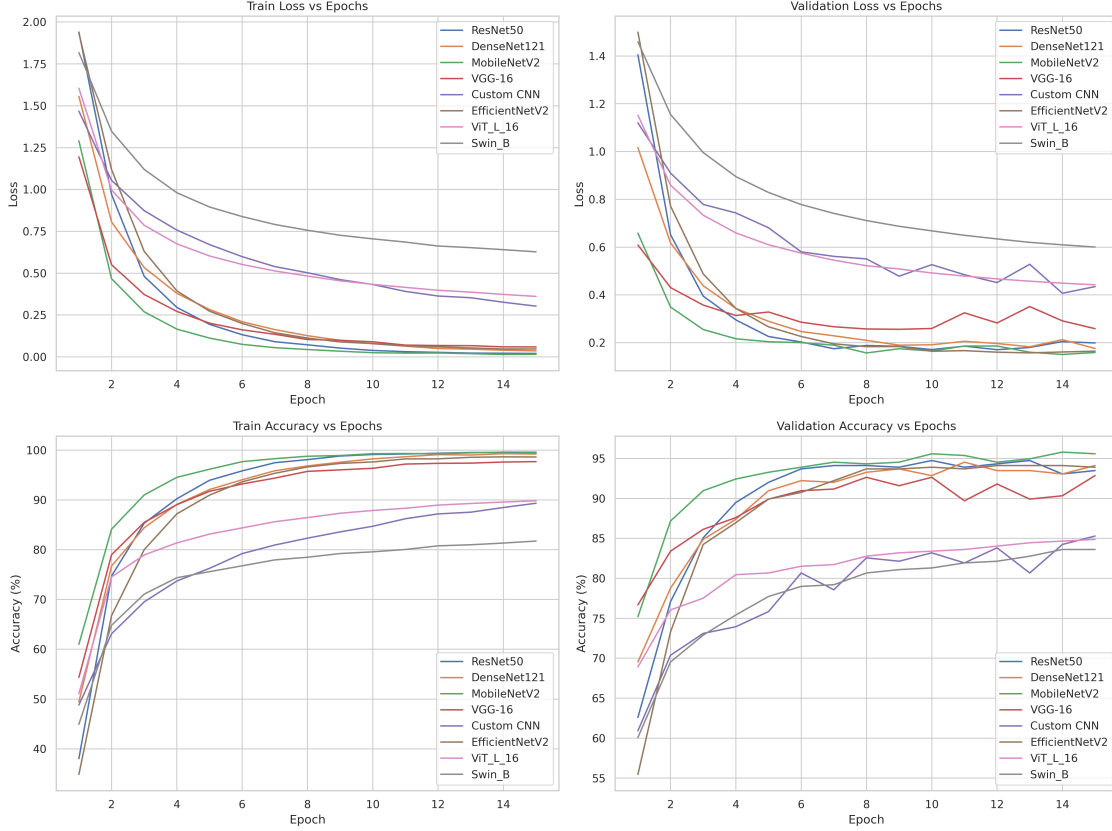 Train Loss vs Epochs
2.00
1.75
1.50
1.25
1.00
0.75
0.50
0.25
0.00
Loss
2
4
6
8
10
12
14
Epoch
ResNet50
DenseNet121
MobileNetV2
VGG-16
Custom CNN
EfficientNetV2
ViT_L_16
Swin_B
Validation Loss vs Epochs
1.4
1.2
1.0
0.8
0.6
0.4
0.2
Loss
2
4
6
8
10
12
14
Epoch
ResNet50
DenseNet121
MobileNetV2
VGG-16
Custom CNN
EfficientNetV2
ViT_L_16
Swin_B
Train Accuracy vs Epochs
100
90
80
70
60
50
40
Accuracy (%)
2
4
6
8
10
12
14
Epoch
ResNet50
DenseNet121
MobileNetV2
VGG-16
Custom CNN
EfficientNetV2
ViT_L_16
Swin_B
Validation Accuracy vs Epochs
95
90
85
80
75
70
65
60
55
Accuracy (%)
2
4
6
8
10
12
14
Epoch
ResNet50
DenseNet121
MobileNetV2
VGG-16
Custom CNN
EfficientNetV2
ViT_L_16
Swin_B